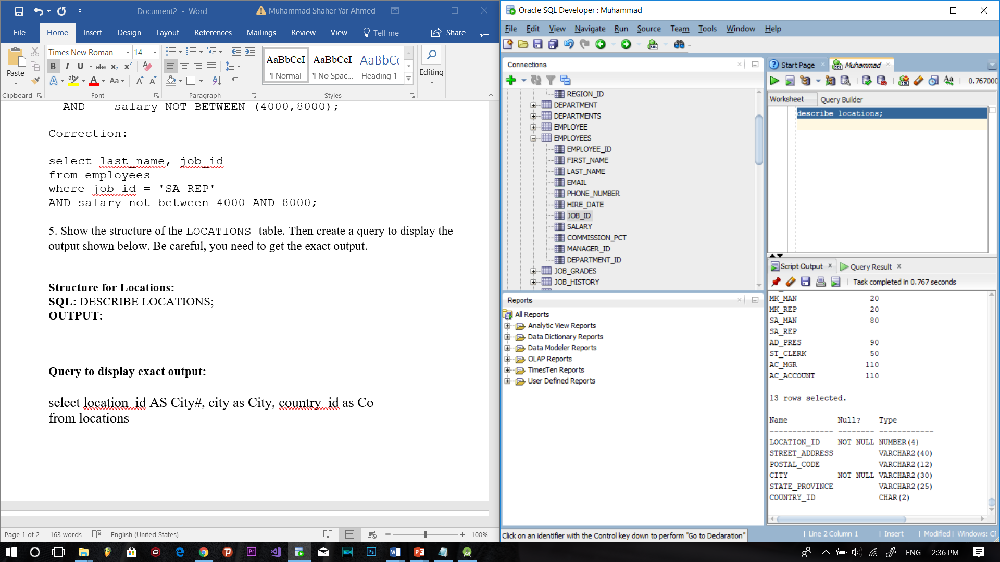 Document2 - Word
Muhammad Shaher Yar Ahmed
File Home Insert Design Layout References Mailings Review View Tell me Share
Paste
Times New Roman 14
B I U abc x₂ x²
A ab A Aa A A
AaBbCcI AaBbCcI AaBbCc
¶ Normal ¶ No Spac... Heading 1
Editing
Clipboard Font Paragraph Styles
AND salary NOT BETWEEN (4000,8000);
Correction:
select last_name, job_id
from employees
where job_id = 'SA_REP'
AND salary not between 4000 AND 8000;
5. Show the structure of the LOCATIONS table. Then create a query to display the
output shown below. Be careful, you need to get the exact output.
Structure for Locations:
SQL: DESCRIBE LOCATIONS;
OUTPUT:
Query to display exact output:
select location_id AS City#, city as City, country_id as Co
from locations
Page 1 of 2 163 words English (United States) 100%
Oracle SQL Developer : Muhammad
File Edit View Navigate Run Source Team Tools Window Help
Connections
REGION_ID
DEPARTMENT
DEPARTMENTS
EMPLOYEE
EMPLOYEES
EMPLOYEE_ID
FIRST_NAME
LAST_NAME
EMAIL
PHONE_NUMBER
HIRE_DATE
JOB_ID
SALARY
COMMISSION_PCT
MANAGER_ID
DEPARTMENT_ID
JOB_GRADES
JOB_HISTORY
Reports
All Reports
Analytic View Reports
Data Dictionary Reports
Data Modeler Reports
OLAP Reports
TimesTen Reports
User Defined Reports
Start Page Muhammad
0.767000
Worksheet Query Builder
describe locations;
Script Output Query Result
Task completed in 0.767 seconds
MK_MAN 20
MK_REP 20
SA_MAN 80
SA_REP
AD_PRES 90
ST_CLERK 50
AC_MGR 110
AC_ACCOUNT 110
13 rows selected.
Name Null? Type
-------------- -------- ------------
LOCATION_ID NOT NULL NUMBER(4)
STREET_ADDRESS VARCHAR2(40)
POSTAL_CODE VARCHAR2(12)
CITY NOT NULL VARCHAR2(30)
STATE_PROVINCE VARCHAR2(25)
COUNTRY_ID CHAR(2)
Click on an identifier with the Control key down to perform "Go to Declaration"
| Line 2 Column 1 | Insert | Modified | Windows: CF
ENG 2:36 PM